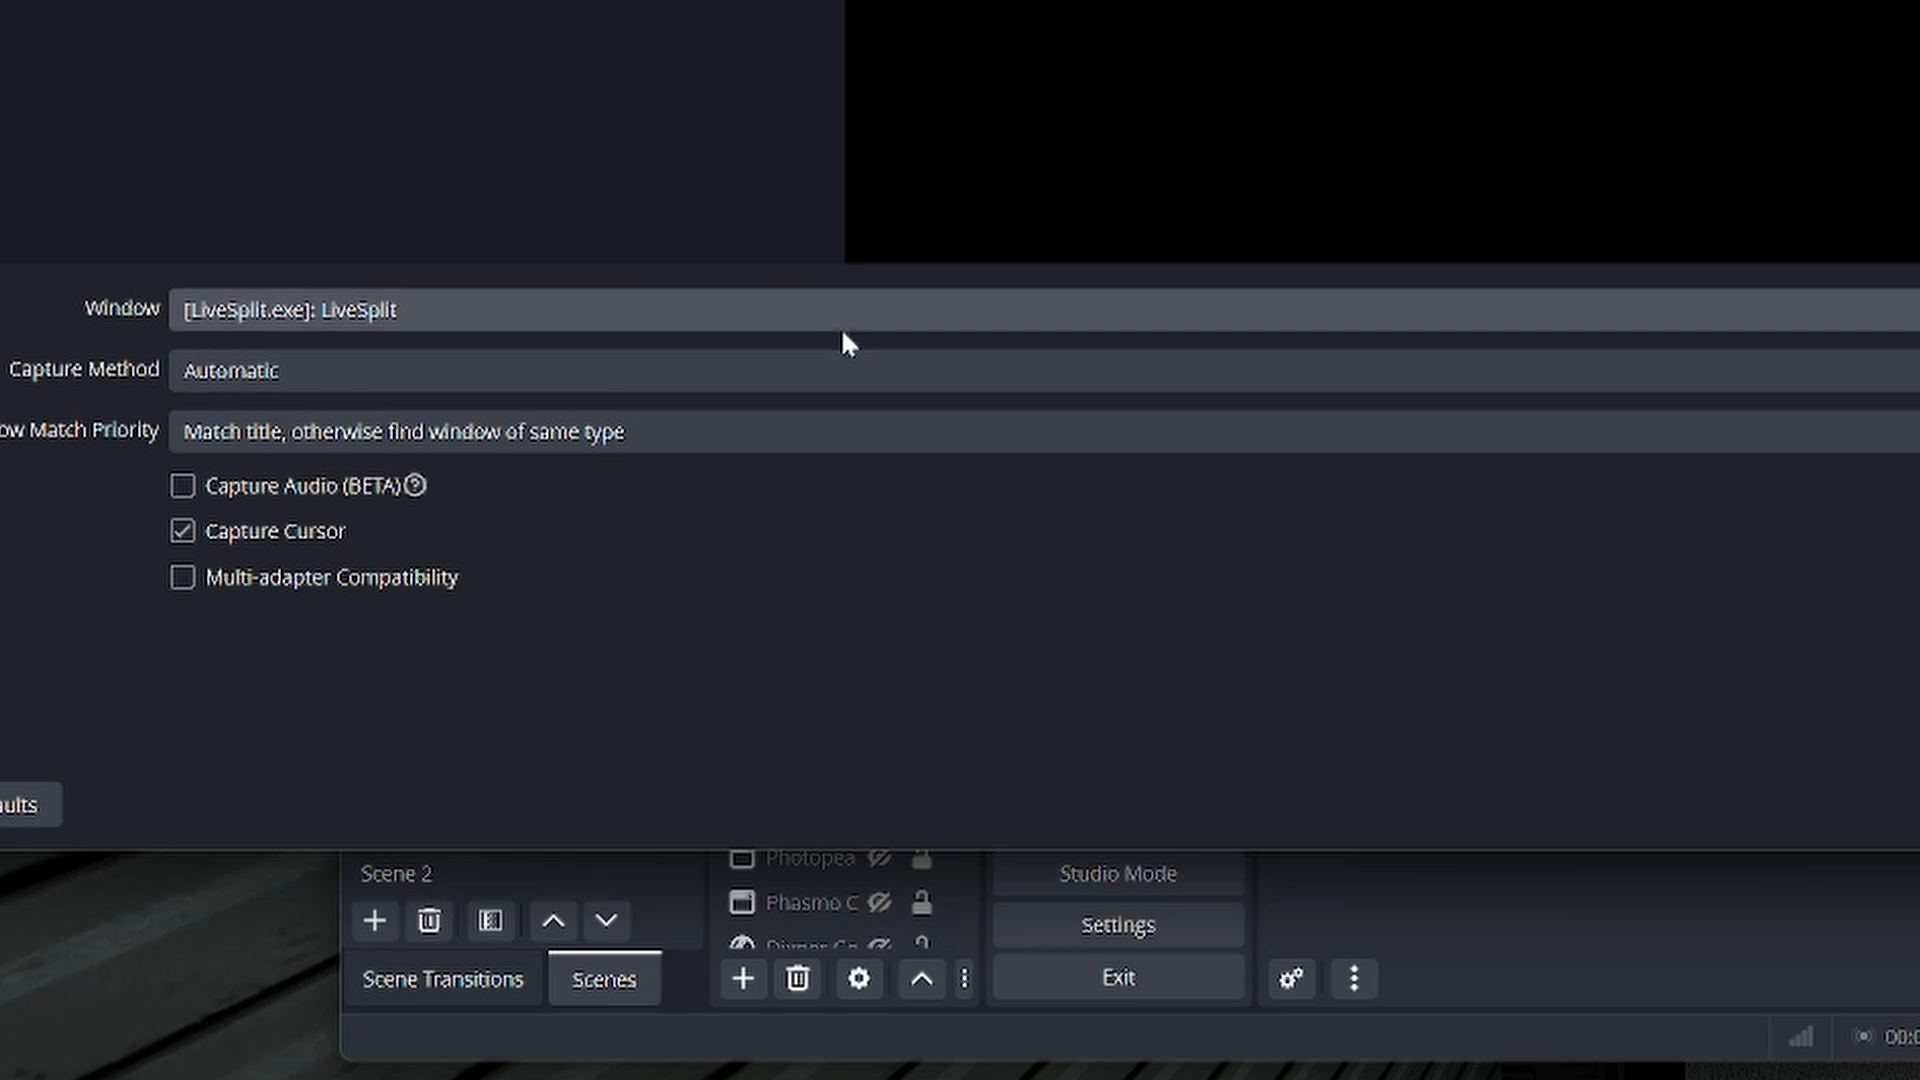 Window [LiveSplit.exe]: LiveSplit
Capture Method Automatic
ow Match Priority Match title, otherwise find window of same type
Capture Audio (BETA)
Capture Cursor
Multi-adapter Compatibility
aults
Scene 2
Photopea
Phasmo C
Studio Mode
Settings
Exit
Scene Transitions
Scenes